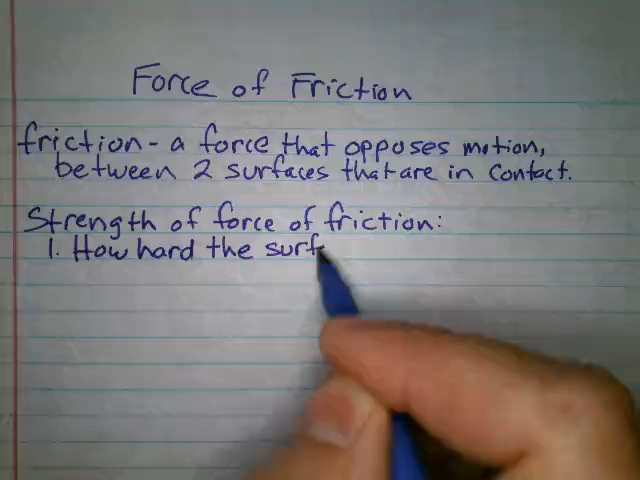 Force of Friction
friction - a force that opposes motion,
between 2 surfaces that are in contact.
Strength of force of friction:
1. How hard the surf